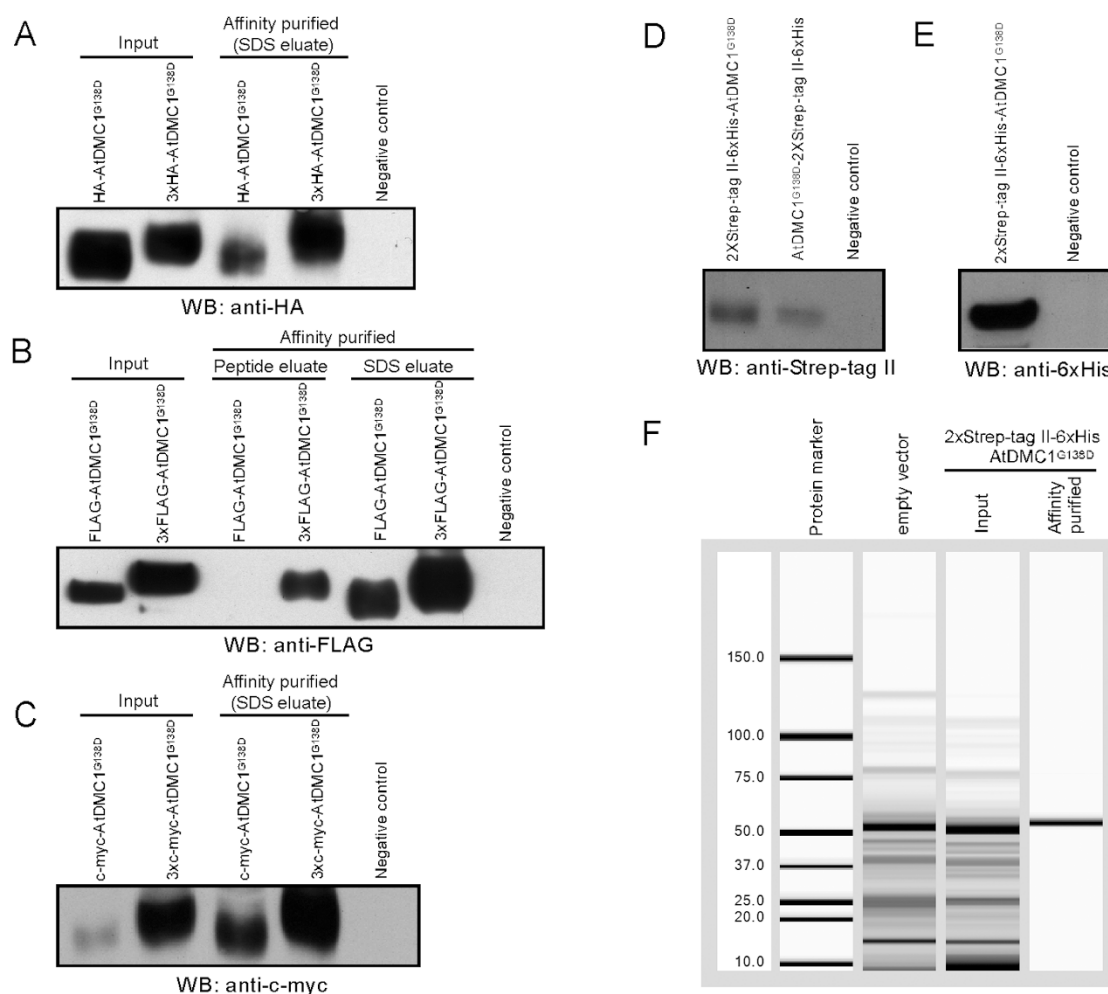 A
Input
Affinity purified
(SDS eluate)
HA-AtDMC1G138D
3xHA-AtDMC1G138D
HA-AtDMC1G138D
3xHA-AtDMC1G138D
Negative control
WB: anti-HA
B
Affinity purified
Input
Peptide eluate
SDS eluate
FLAG-AtDMC1G138D
3xFLAG-AtDMC1G138D
FLAG-AtDMC1G138D
3xFLAG-AtDMC1G138D
FLAG-AtDMC1G138D
3xFLAG-AtDMC1G138D
Negative control
WB: anti-FLAG
C
Input
Affinity purified
(SDS eluate)
c-myc-AtDMC1G138D
3xc-myc-AtDMC1G138D
c-myc-AtDMC1G138D
3xc-myc-AtDMC1G138D
Negative control
WB: anti-c-myc
D
2XStrep-tag II-6xHis-AtDMC1G138D
AtDMC1G138D-2XStrep-tag II-6xHis
Negative control
WB: anti-Strep-tag II
E
2xStrep-tag II-6xHis-AtDMC1G138D
Negative control
WB: anti-6xHis
F
2xStrep-tag II-6xHis
AtDMC1G138D
Protein marker
empty vector
Input
Affinity
purified
150.0
100.0
75.0
50.0
37.0
25.0
20.0
10.0